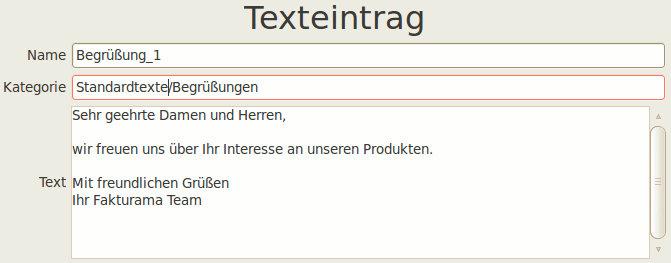 Texteintrag
Name Begrüßung_1
Kategorie Standardtexte/Begrüßungen
Sehr geehrte Damen und Herren,
wir freuen uns über Ihr Interesse an unseren Produkten.
Text Mit freundlichen Grüßen
Ihr Fakturama Team